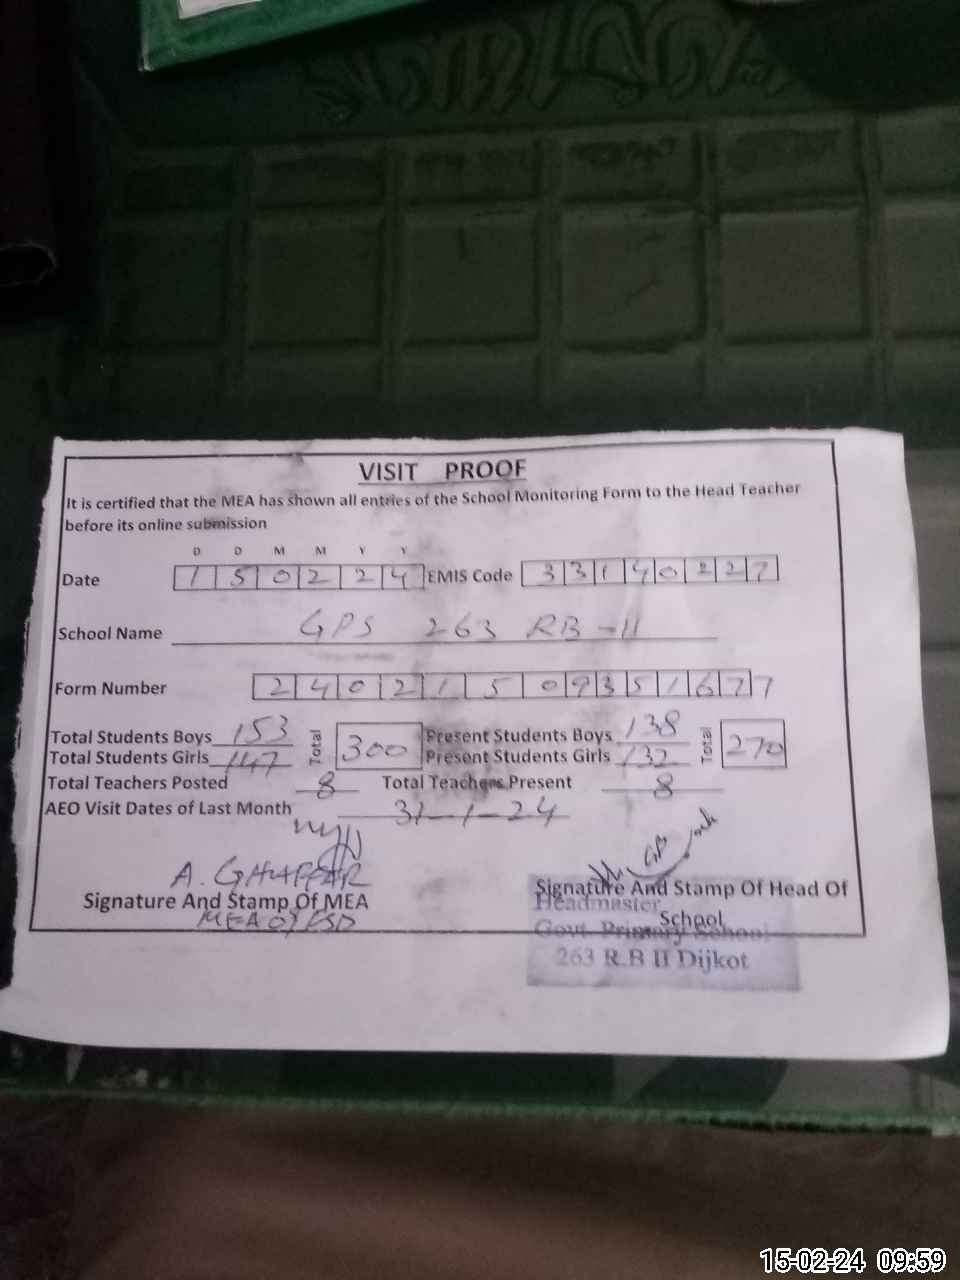 VISIT PROOF
It is certified that the MEA has shown all entries of the School Monitoring Form to the Head Teacher
before its online submission
D D M M Y Y
Date 1 5 0 2 2 4 EMIS Code 3 3 1 4 0 2 2 7
School Name GPS 263 RB-II
Form Number 2 4 0 2 1 5 0 9 3 5 1 6 7 7
Total Students Boys 153 Total 300 Present Students Boys 138 Total 270
Total Students Girls 147 Present Students Girls 132
Total Teachers Posted 8 Total Teachers Present 8
AEO Visit Dates of Last Month 31-1-24
A. GHAFFAR
Signature And Stamp Of MEA Signature And Stamp Of Head Of
School
MEA 07 FSD
Headmaster
Govt. Primary School
263 R.B II Dijkot
15-02-24 09:59